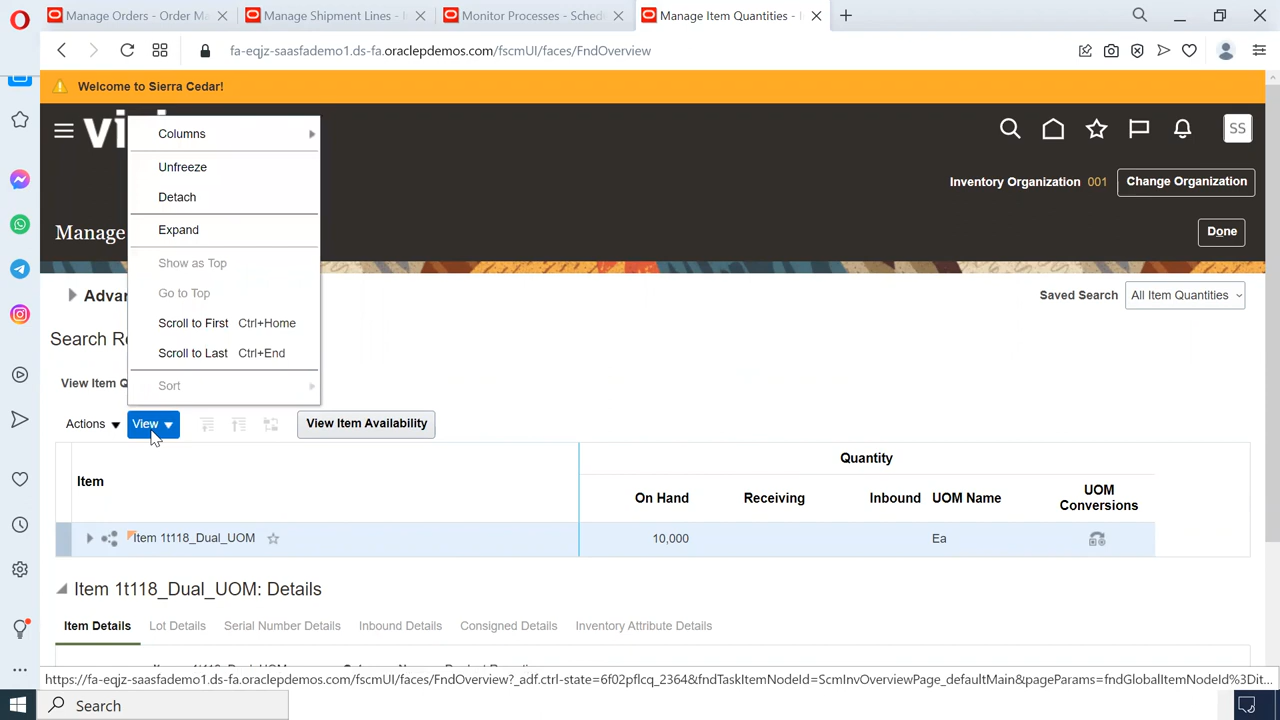 Manage Orders - Order Ma
Manage Shipment Lines - I
Monitor Processes - Sched
Manage Item Quantities - I
fa-eqjz-saasfademo1.ds-fa.oraclepdemos.com/fscmUI/faces/FndOverview
Welcome to Sierra Cedar!
SS
Inventory Organization 001 Change Organization
Manage
Done
Columns
Unfreeze
Detach
Expand
Show as Top
Go to Top
Scroll to First Ctrl+Home
Scroll to Last Ctrl+End
Sort
Advan
Saved Search All Item Quantities
Search Re
View Item Q
Actions View View Item Availability
Item
Quantity
On Hand Receiving Inbound UOM Name UOM Conversions
Item 1t118_Dual_UOM 10,000 Ea
Item 1t118_Dual_UOM: Details
Item Details Lot Details Serial Number Details Inbound Details Consigned Details Inventory Attribute Details
https://fa-eqjz-saasfademo1.ds-fa.oraclepdemos.com/fscmUI/faces/FndOverview?_adf.ctrl-state=6f02pflcq_2364&fndTaskItemNodeId=ScmInvOverviewPage_defaultMain&pageParams=fndGlobalItemNodeId%3Dit...
Search